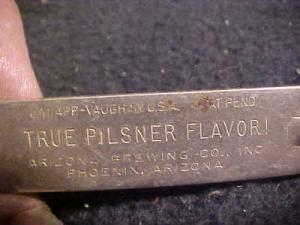 VAUGHAN, U.S.A. PAT. PEND.
TRUE PILSNER FLAVOR!
ARIZONA BREWING CO., INC.
PHOENIX, ARIZONA